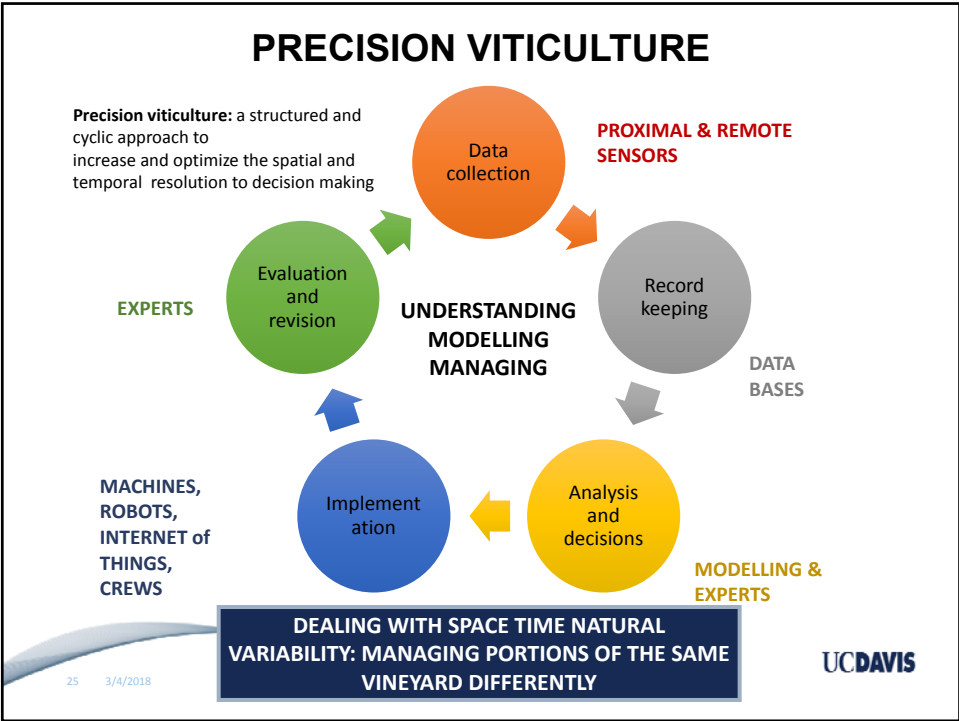 PRECISION VITICULTURE
Precision viticulture: a structured and
cyclic approach to
increase and optimize the spatial and
temporal resolution to decision making
Data
collection
PROXIMAL & REMOTE
SENSORS
Record
keeping
DATA
BASES
Analysis
and
decisions
MODELLING &
EXPERTS
Implement
ation
MACHINES,
ROBOTS,
INTERNET of
THINGS,
CREWS
Evaluation
and
revision
EXPERTS
UNDERSTANDING
MODELLING
MANAGING
DEALING WITH SPACE TIME NATURAL
VARIABILITY: MANAGING PORTIONS OF THE SAME
VINEYARD DIFFERENTLY
25 3/4/2018
UCDAVIS